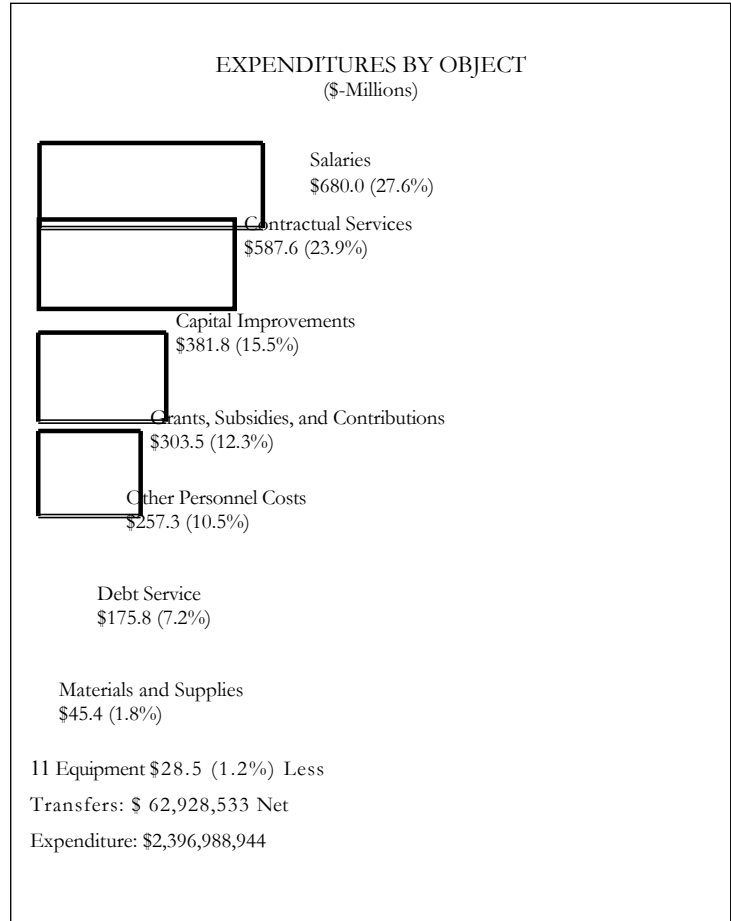 EXPENDITURES BY OBJECT
($-Millions)
Salaries
$680.0 (27.6%)
Contractual Services
$587.6 (23.9%)
Capital Improvements
$381.8 (15.5%)
Grants, Subsidies, and Contributions
$303.5 (12.3%)
Other Personnel Costs
$257.3 (10.5%)
Debt Service
$175.8 (7.2%)
Materials and Supplies
$45.4 (1.8%)
11 Equipment $28.5 (1.2%) Less
Transfers: $ 62,928,533 Net
Expenditure: $2,396,988,944